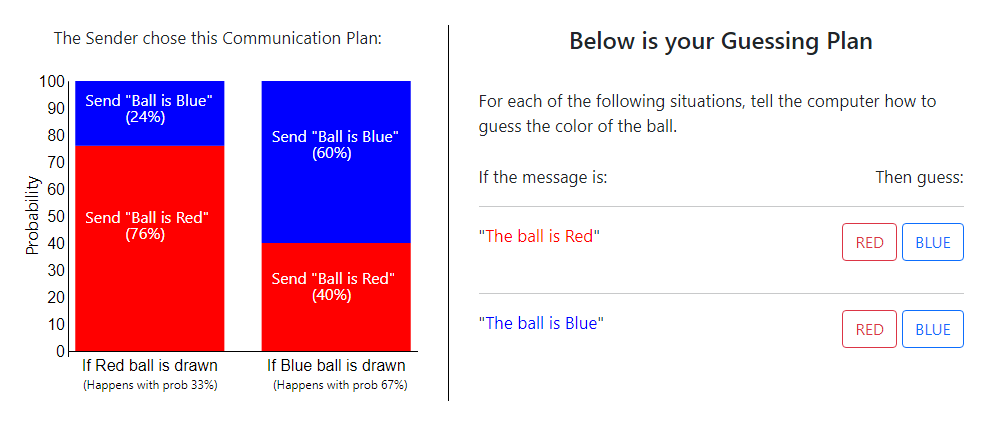 The Sender chose this Communication Plan:
Probability
100
90
80
70
60
50
40
30
20
10
0
Send "Ball is Blue"
(24%)
Send "Ball is Red"
(76%)
Send "Ball is Blue"
(60%)
Send "Ball is Red"
(40%)
If Red ball is drawn
(Happens with prob 33%)
If Blue ball is drawn
(Happens with prob 67%)
Below is your Guessing Plan
For each of the following situations, tell the computer how to
guess the color of the ball.
If the message is: Then guess:
"The ball is Red" RED BLUE
"The ball is Blue" RED BLUE